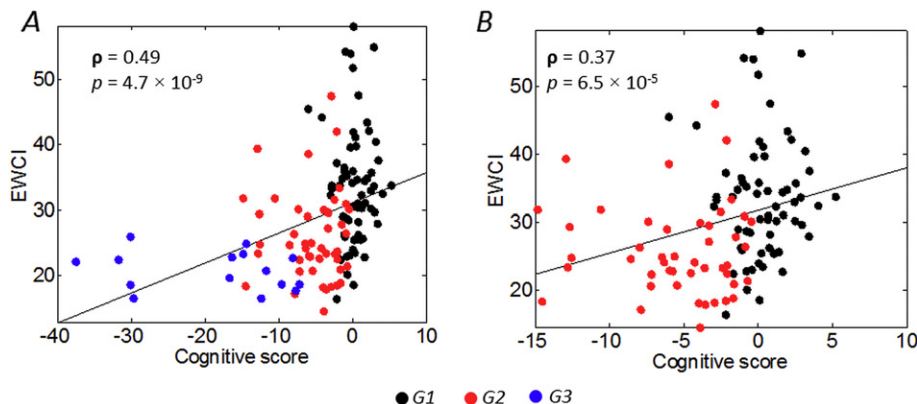 A
ρ = 0.49
p = 4.7 × 10⁻⁹
EWCI
50
40
30
20
-40 -30 -20 -10 0 10
Cognitive score
B
ρ = 0.37
p = 6.5 × 10⁻⁵
EWCI
50
40
30
20
-15 -10 -5 0 5 10
Cognitive score
G1 G2 G3